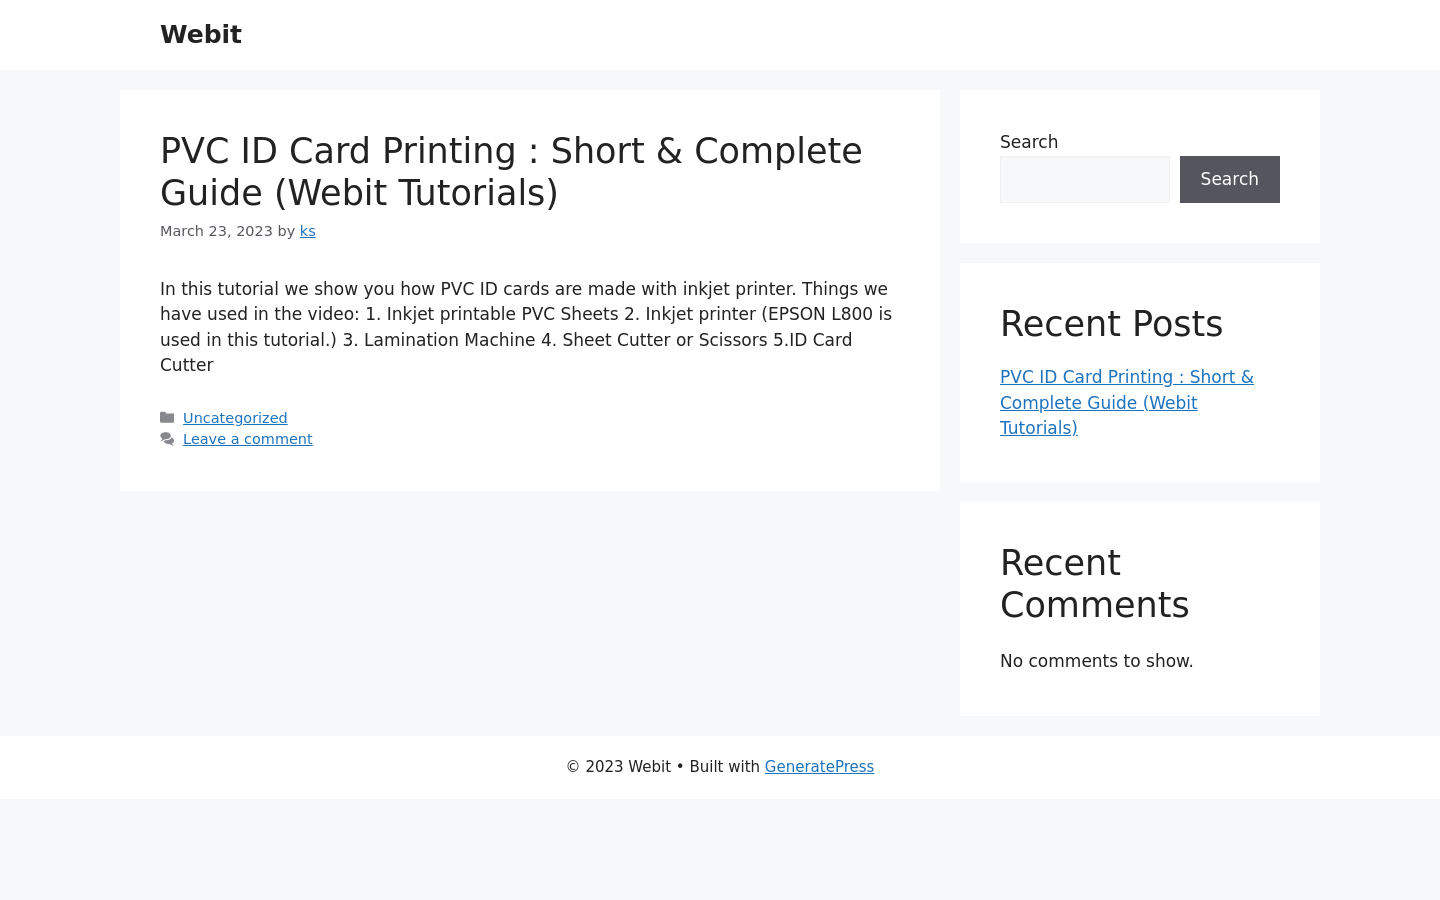 Webit
PVC ID Card Printing : Short & Complete
Guide (Webit Tutorials)
March 23, 2023 by ks
In this tutorial we show you how PVC ID cards are made with inkjet printer. Things we
have used in the video: 1. Inkjet printable PVC Sheets 2. Inkjet printer (EPSON L800 is
used in this tutorial.) 3. Lamination Machine 4. Sheet Cutter or Scissors 5.ID Card
Cutter
Uncategorized
Leave a comment
Search
Search
Recent Posts
PVC ID Card Printing : Short &
Complete Guide (Webit
Tutorials)
Recent
Comments
No comments to show.
© 2023 Webit • Built with GeneratePress